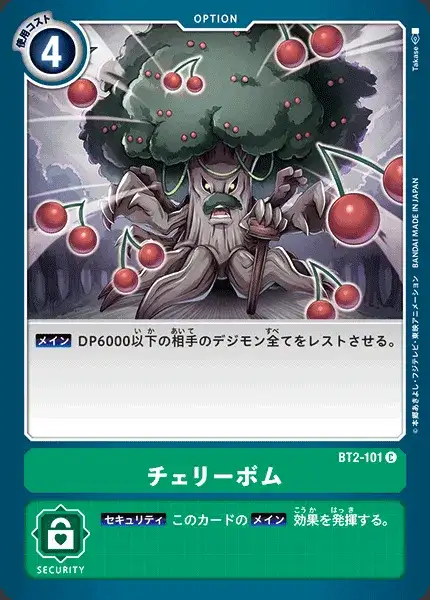 OPTION
使用コスト
4
Takase
©本郷あきよし・フジテレビ・東映アニメーション BANDAI MADE IN JAPAN
メイン DP6000以下の相手のデジモン全てをレストさせる。
BT2-101 C
チェリーボム
セキュリティ このカードの メイン 効果を発揮する。
SECURITY